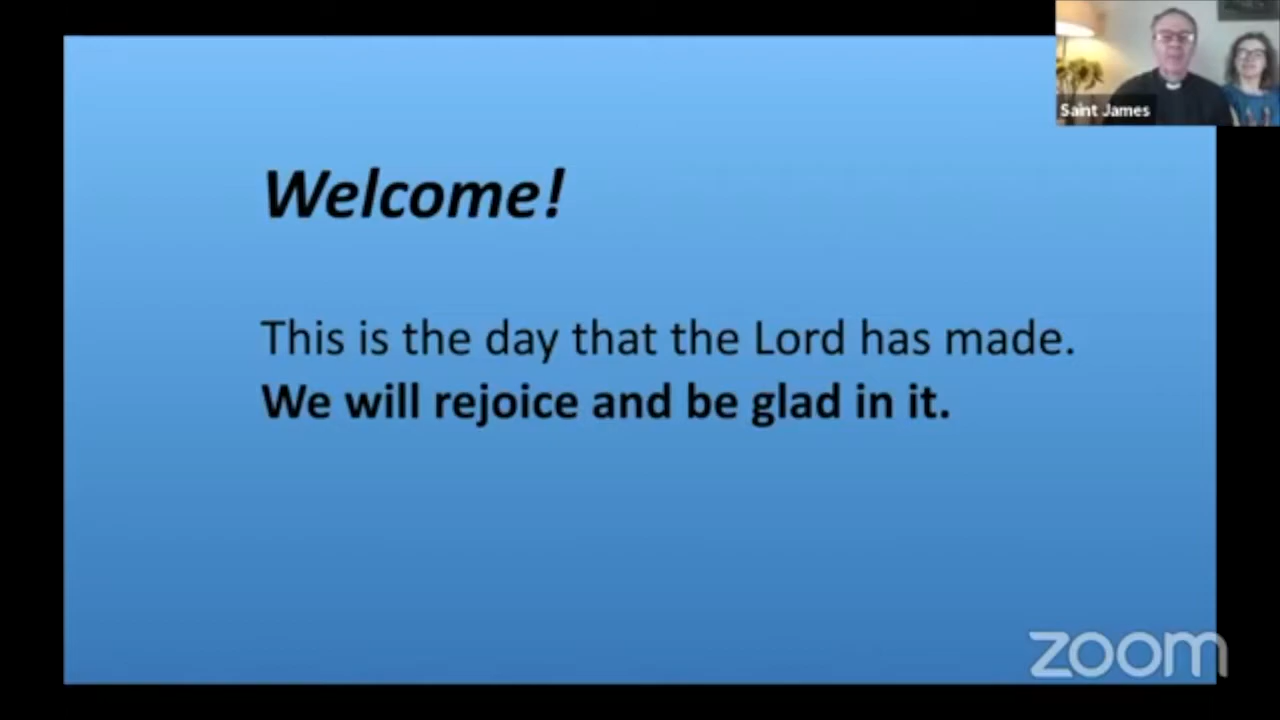 Saint James
Welcome!
This is the day that the Lord has made.
We will rejoice and be glad in it.
zoom